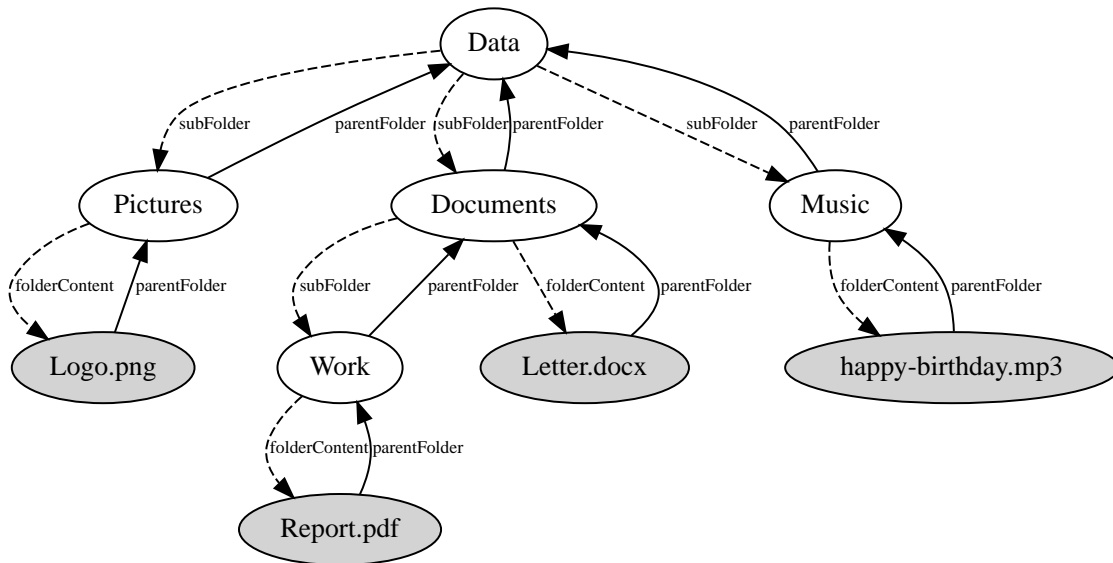 Data
subFolder parentFolder subFolder parentFolder subFolder parentFolder
Pictures Documents Music
folderContent parentFolder subFolder parentFolder folderContent parentFolder folderContent parentFolder
Logo.png Work Letter.docx happy-birthday.mp3
folderContent parentFolder
Report.pdf